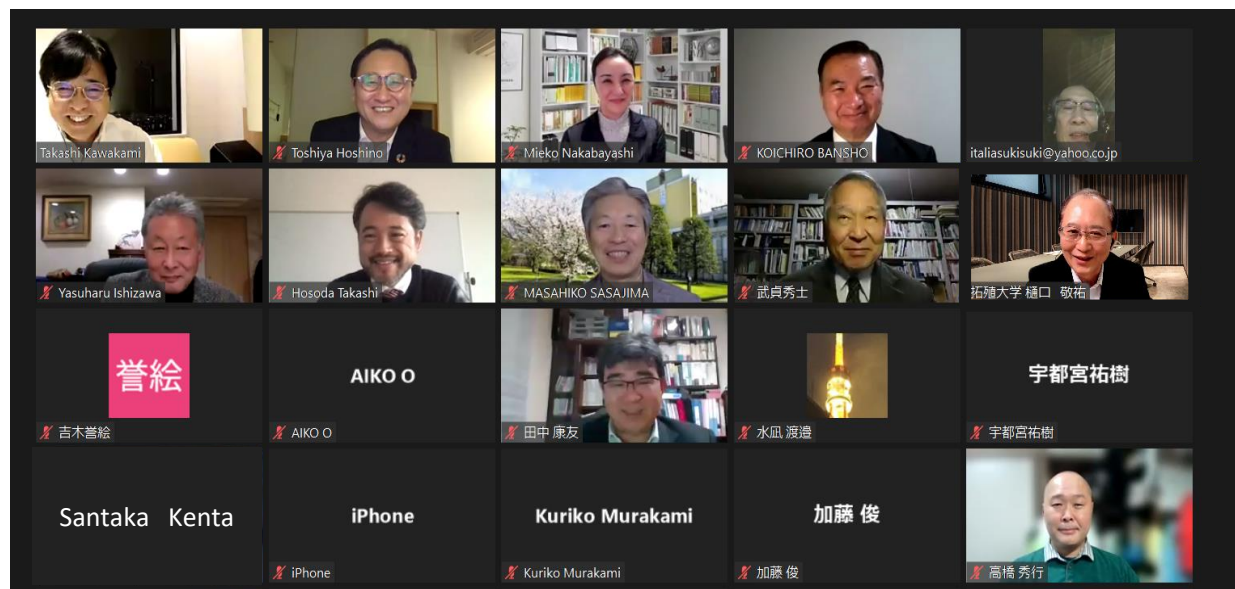 Takashi Kawakami
Toshiya Hoshino
Mieko Nakabayashi
KOICHIRO BANSHO
italiasukisuki@yahoo.co.jp
Yasuharu Ishizawa
Hosoda Takashi
MASAHIKO SASAJIMA
武貞秀士
拓殖大学 樋口 敬祐
誉絵
吉木誉絵
AIKO O
AIKO O
田中 康友
水凪 渡邉
宇都宮祐樹
宇都宮祐樹
Santaka Kenta
iPhone
iPhone
Kuriko Murakami
Kuriko Murakami
加藤 俊
加藤 俊
高橋 秀行